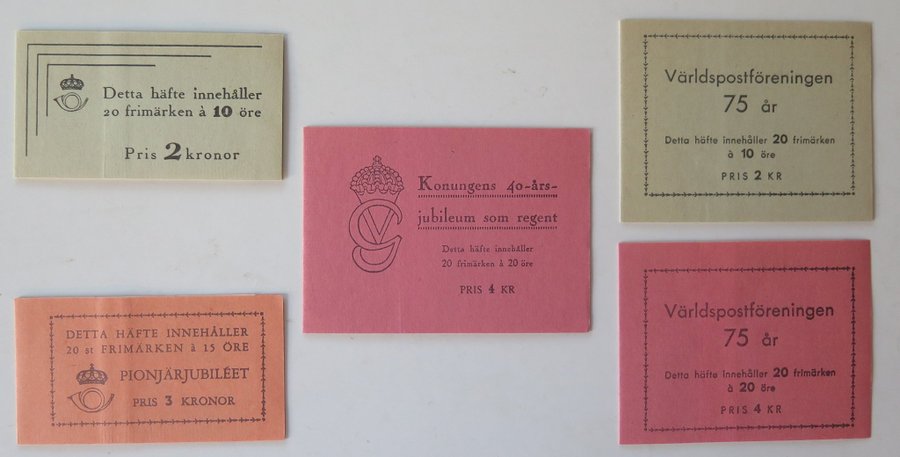 Detta häfte innehåller
20 frimärken à 10 öre
Pris 2 kronor
DETTA HÄFTE INNEHÅLLER
20 st FRIMÄRKEN à 15 ÖRE
PIONJÄRJUBILÉET
PRIS 3 KRONOR
Konungens 40-års-
jubileum som regent
Detta häfte innehåller
20 frimärken à 20 öre
PRIS 4 KR
Världspostföreningen
75 år
Detta häfte innehåller 20 frimärken
à 10 öre
PRIS 2 KR
Världspostföreningen
75 år
Detta häfte innehåller 20 frimärken
à 20 öre
PRIS 4 KR